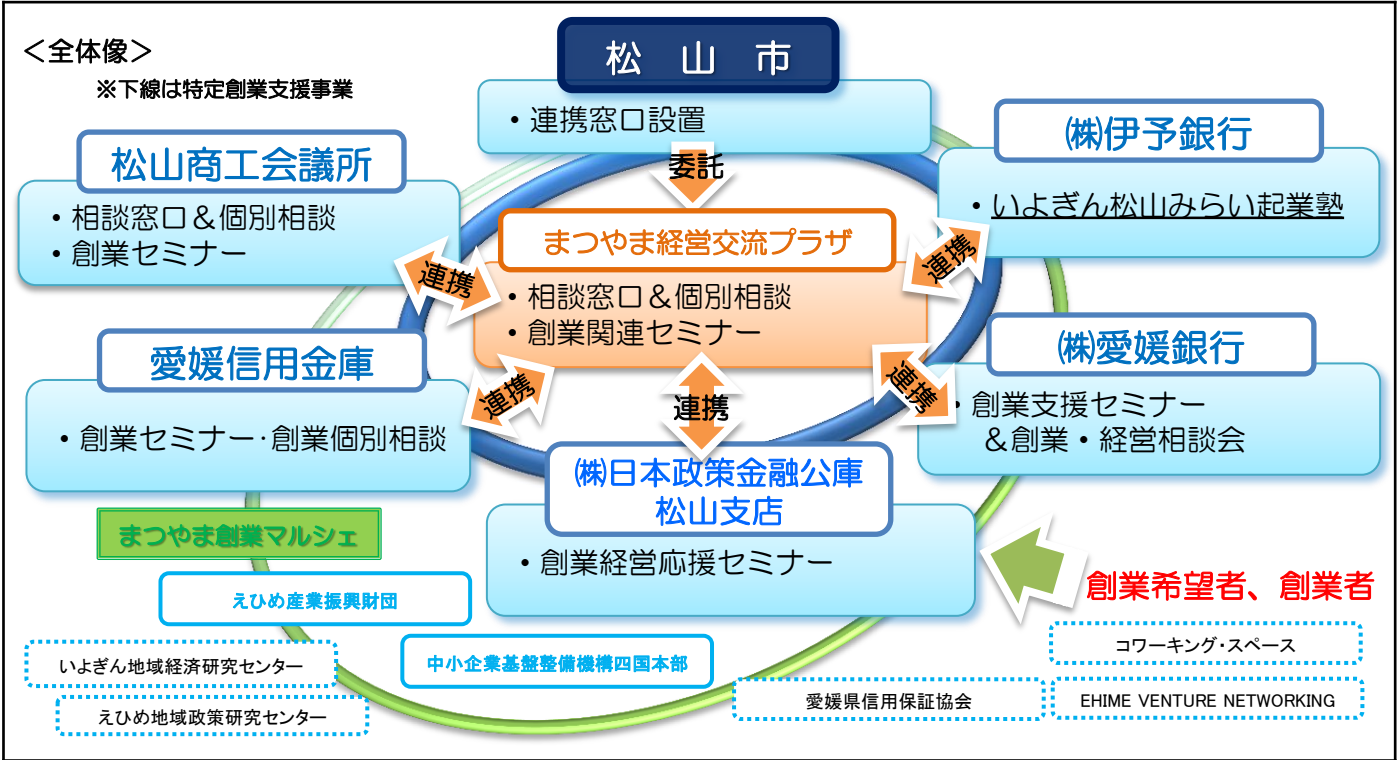 ＜全体像＞
※下線は特定創業支援事業
松 山 市
・連携窓口設置
委託
松山商工会議所
・相談窓口＆個別相談
・創業セミナー
㈱伊予銀行
・いよぎん松山みらい起業塾
まつやま経営交流プラザ
・相談窓口＆個別相談
・創業関連セミナー
連携
連携
愛媛信用金庫
・創業セミナー・創業個別相談
連携
連携
連携
㈱愛媛銀行
・創業支援セミナー
＆創業・経営相談会
㈱日本政策金融公庫
松山支店
・創業経営応援セミナー
まつやま創業マルシェ
創業希望者、創業者
えひめ産業振興財団
いよぎん地域経済研究センター
中小企業基盤整備機構四国本部
コワーキング・スペース
えひめ地域政策研究センター
愛媛県信用保証協会
EHIME VENTURE NETWORKING